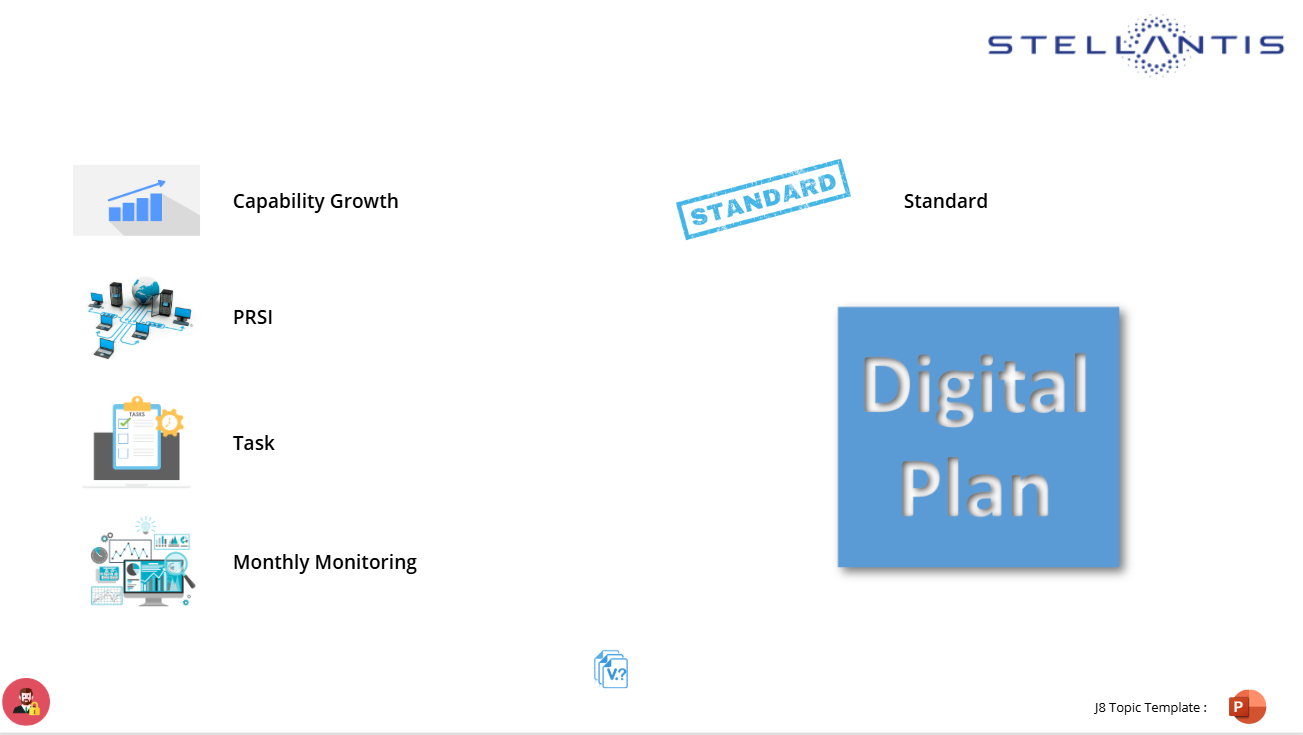 STELLANTIS
Capability Growth
STANDARD
Standard
PRSI
Digital
Plan
TASKS
Task
Monthly Monitoring
V.?
J8 Topic Template :
P